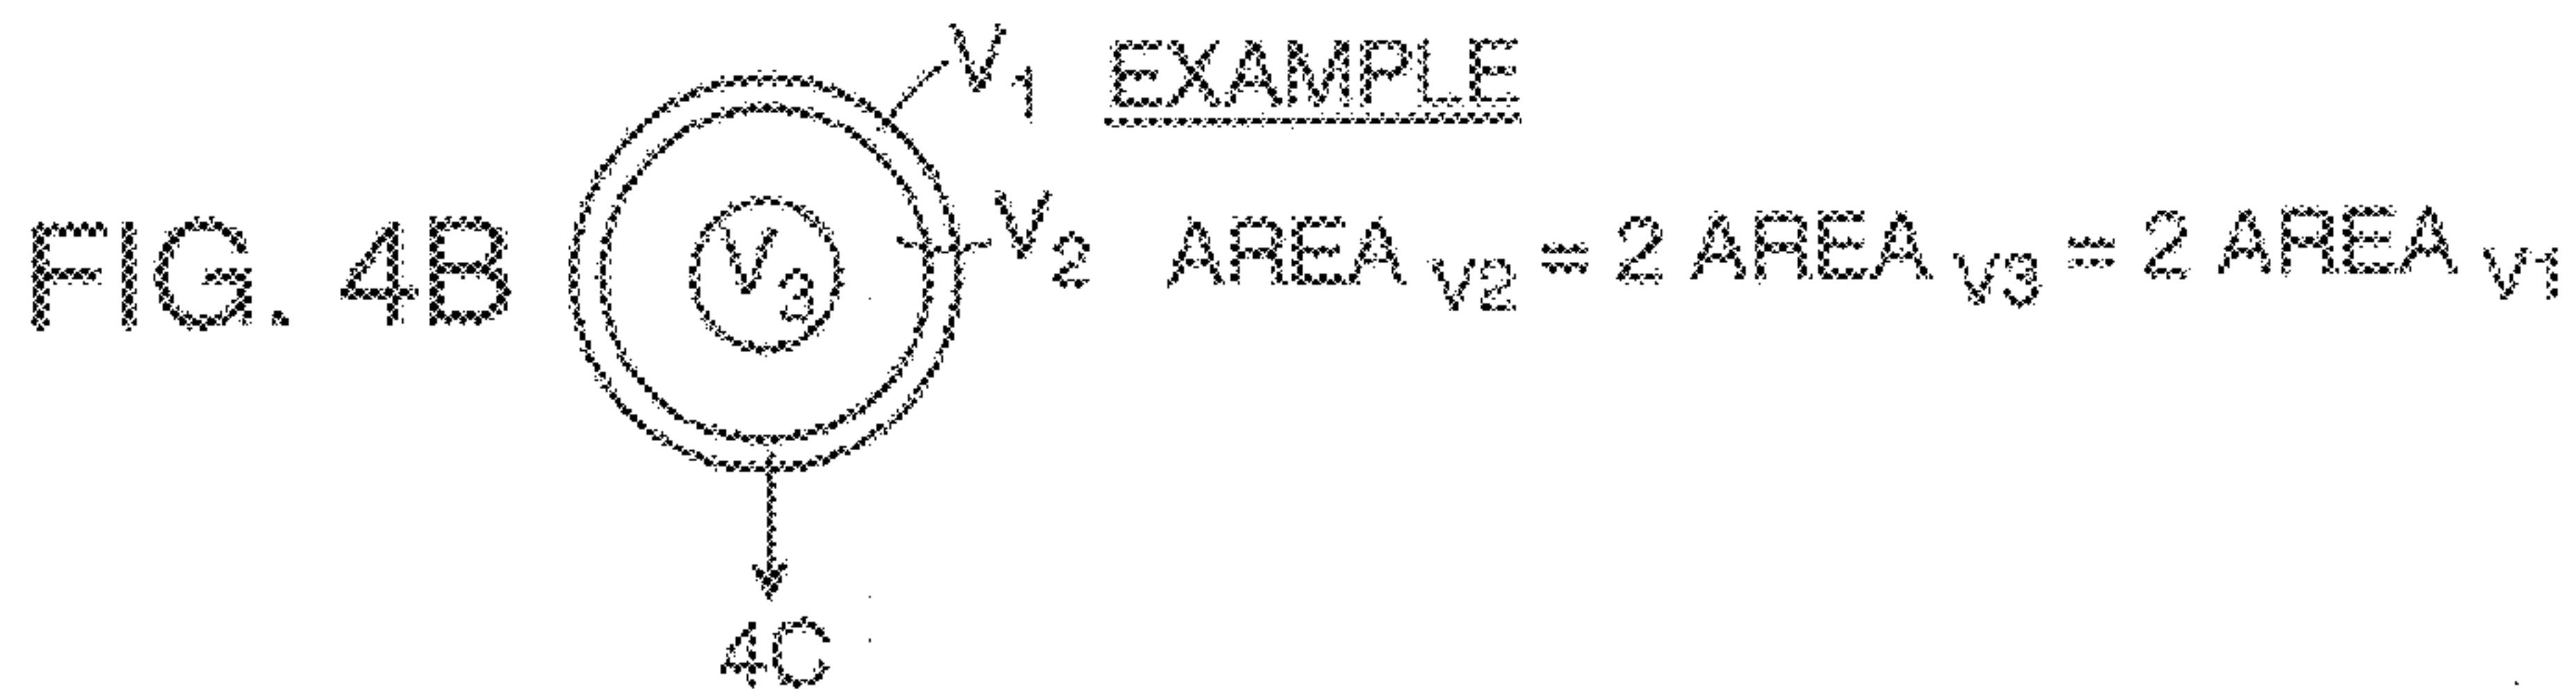 V1 EXAMPLE
FIG. 4B V3 V2 AREA V2 = 2 AREA V3 = 2 AREA V1
4C